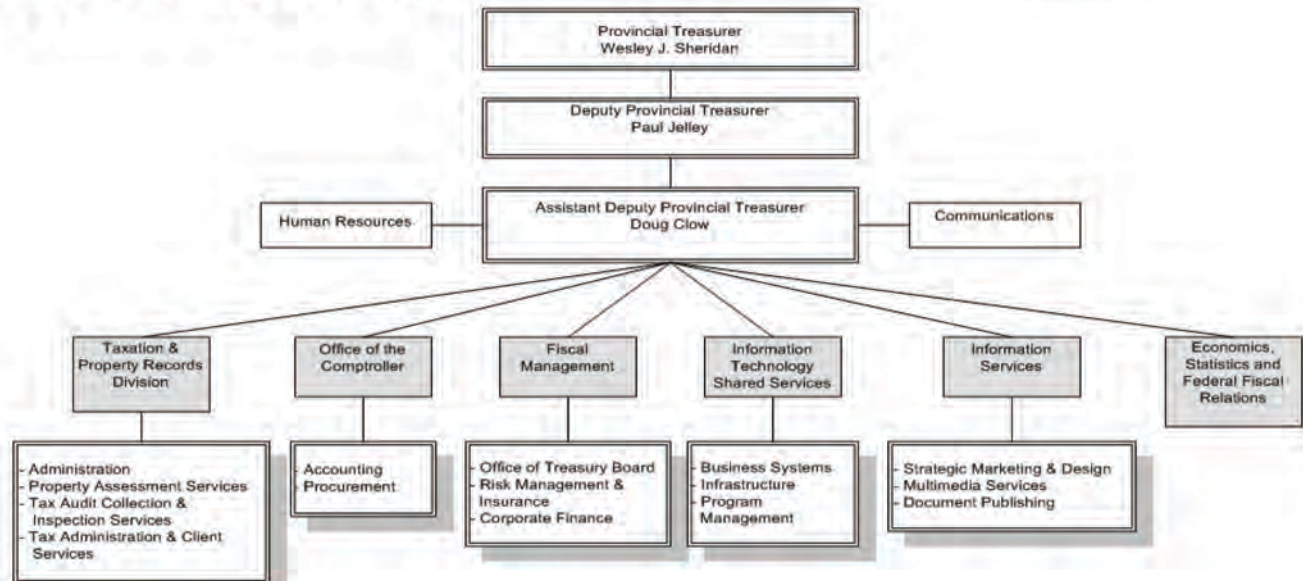 Provincial Treasurer
Wesley J. Sheridan
Deputy Provincial Treasurer
Paul Jelley
Human Resources
Assistant Deputy Provincial Treasurer
Doug Clow
Communications
Taxation &
Property Records
Division
Office of the
Comptroller
Fiscal
Management
Information
Technology
Shared Services
Information
Services
Economics,
Statistics and
Federal Fiscal
Relations
- Administration
- Property Assessment Services
- Tax Audit Collection &
Inspection Services
- Tax Administration & Client
Services
- Accounting
- Procurement
- Office of Treasury Board
- Risk Management &
Insurance
- Corporate Finance
- Business Systems
- Infrastructure
- Program
Management
- Strategic Marketing & Design
- Multimedia Services
- Document Publishing